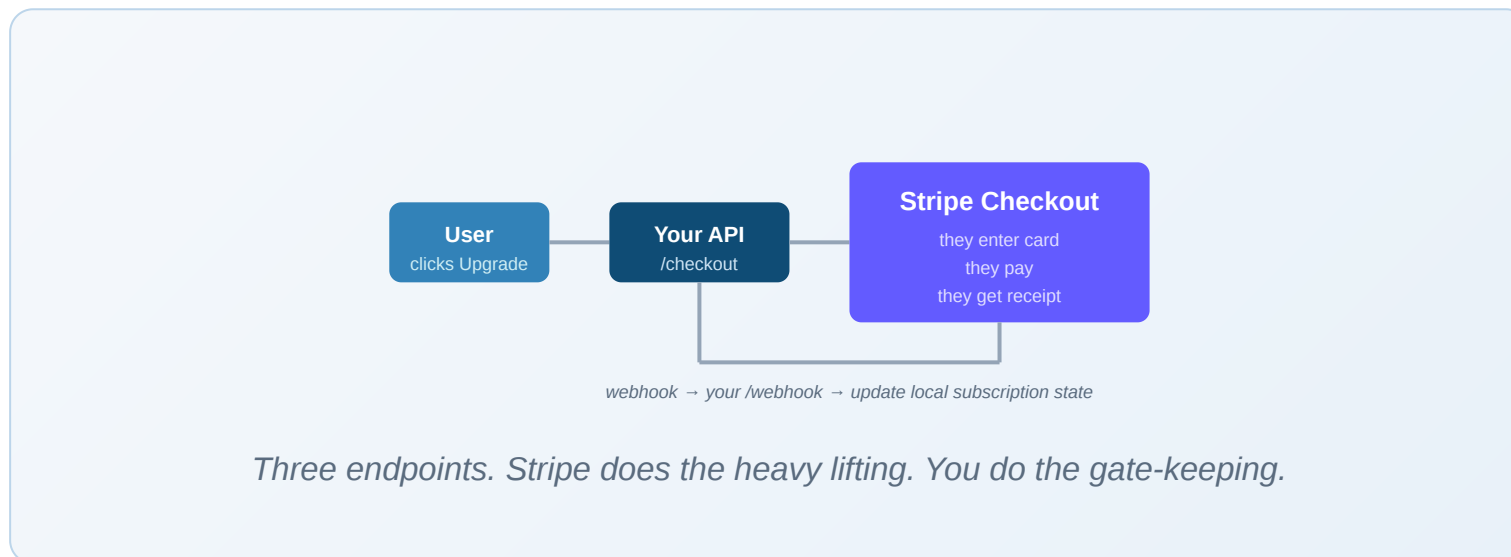 User
clicks Upgrade
Your API
/checkout
Stripe Checkout
they enter card
they pay
they get receipt
webhook → your /webhook → update local subscription state
Three endpoints. Stripe does the heavy lifting. You do the gate-keeping.